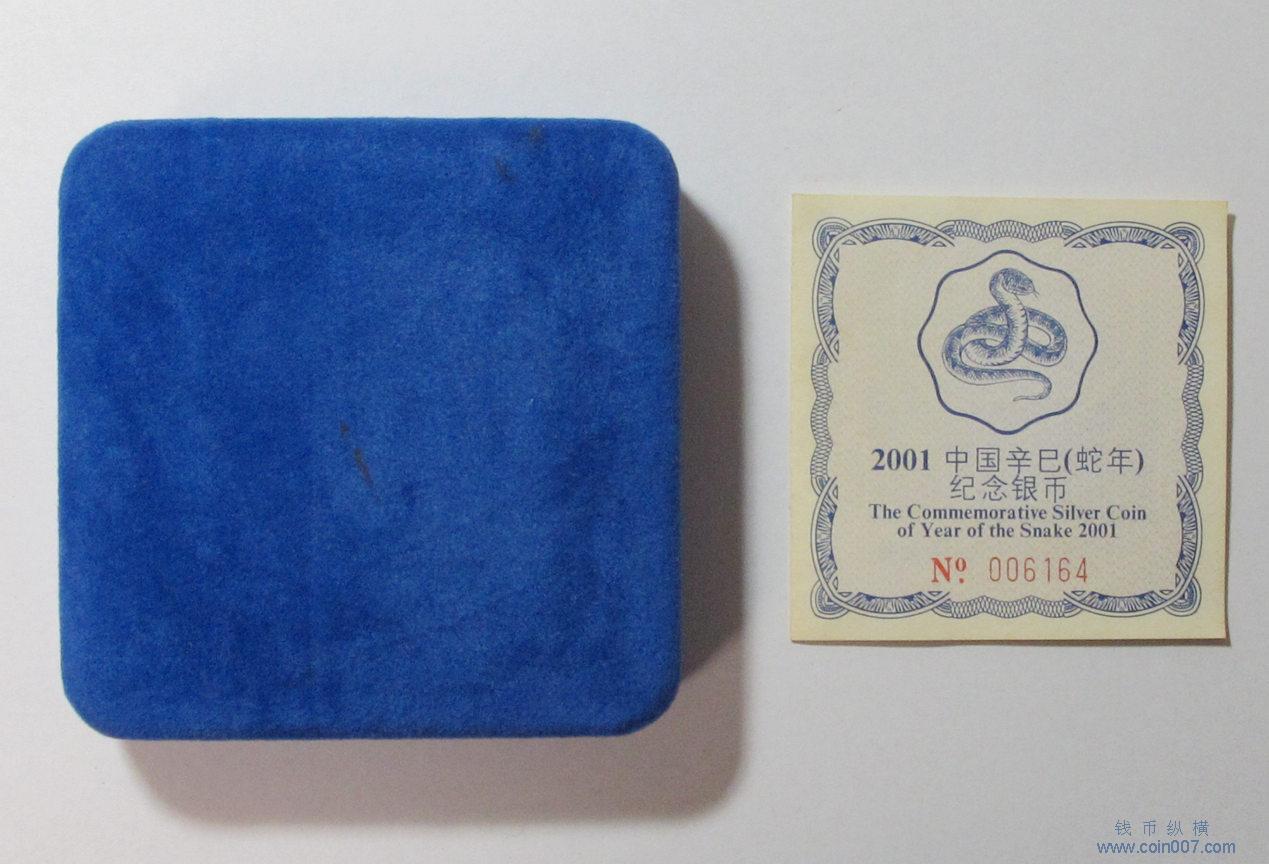 2001 中国辛巳(蛇年)
纪念银币
The Commemorative Silver Coin
of Year of the Snake 2001
Nº. 006164
钱币纵横
www.coin007.com